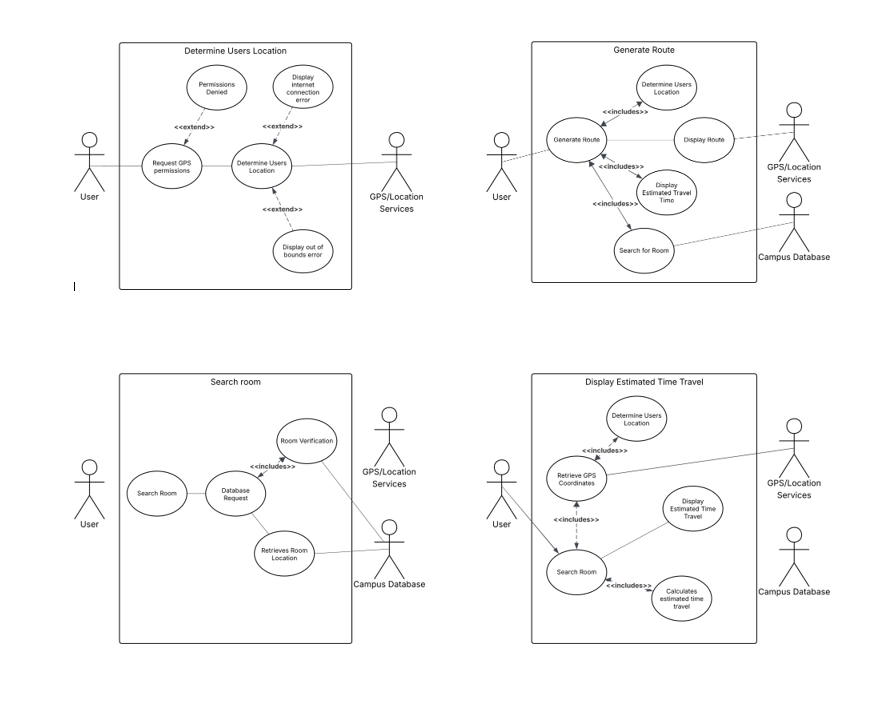 Determine Users Location
Permissions
Denied
Display
internet
connection
error
<<extend>>
<<extend>>
Request GPS
permissions
Determine Users
Location
User
GPS/Location
Services
<<extend>>
Display out of
bounds error
Generate Route
Determine Users
Location
<<includes>>
Generate Route
Display Route
User
GPS/Location
Services
<<includes>>
Display
Estimated Travel
Time
<<includes>>
Search for Room
Campus Database
Search room
Room Verification
<<includes>>
GPS/Location
Services
Search Room
Database
Request
User
Retrieves Room
Location
Campus Database
Display Estimated Time Travel
Determine Users
Location
<<includes>>
Retrieve GPS
Coordinates
GPS/Location
Services
User
Display
Estimated Time
Travel
<<includes>>
Search Room
<<includes>>
Calculates
estimated time
travel
Campus Database